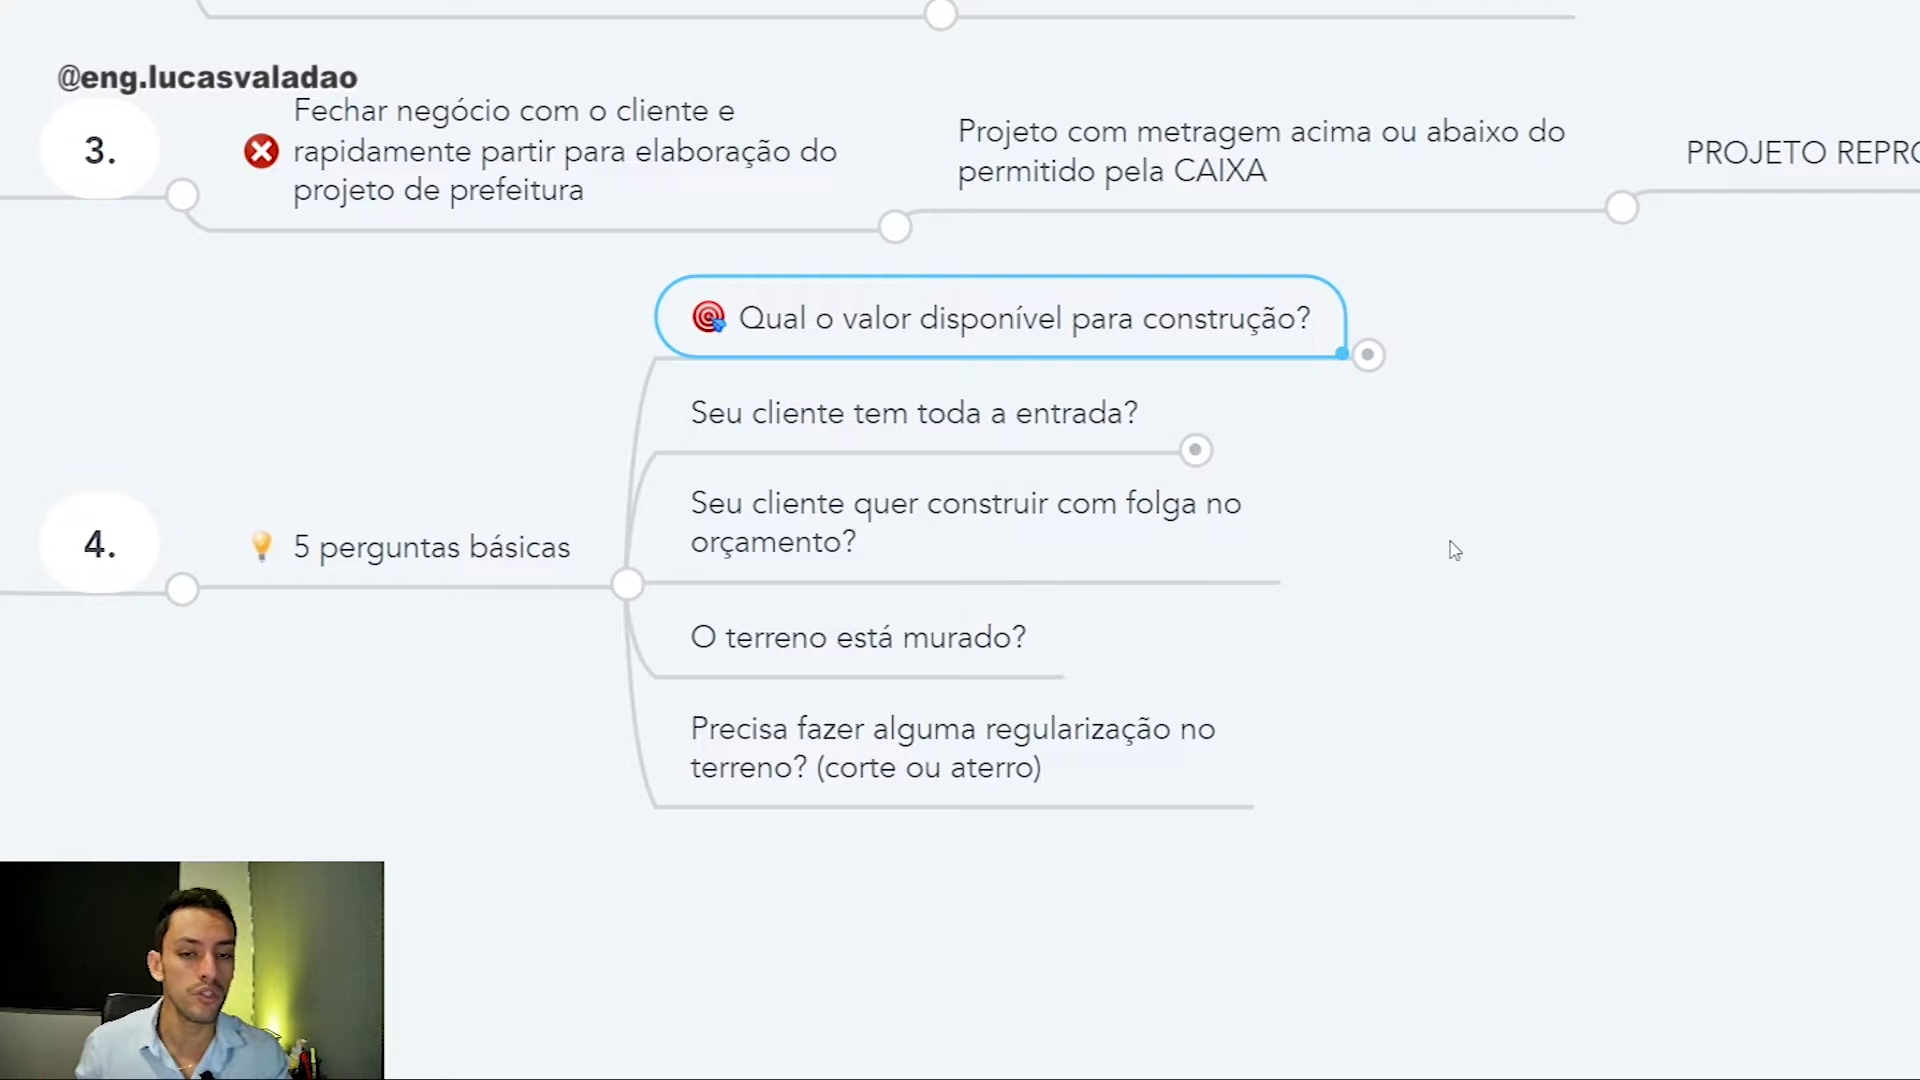 @eng.lucasvaladao
3.
Fechar negócio com o cliente e
rapidamente partir para elaboração do
projeto de prefeitura
Projeto com metragem acima ou abaixo do
permitido pela CAIXA
PROJETO REPRO
Qual o valor disponível para construção?
Seu cliente tem toda a entrada?
Seu cliente quer construir com folga no
orçamento?
4.
5 perguntas básicas
O terreno está murado?
Precisa fazer alguma regularização no
terreno? (corte ou aterro)